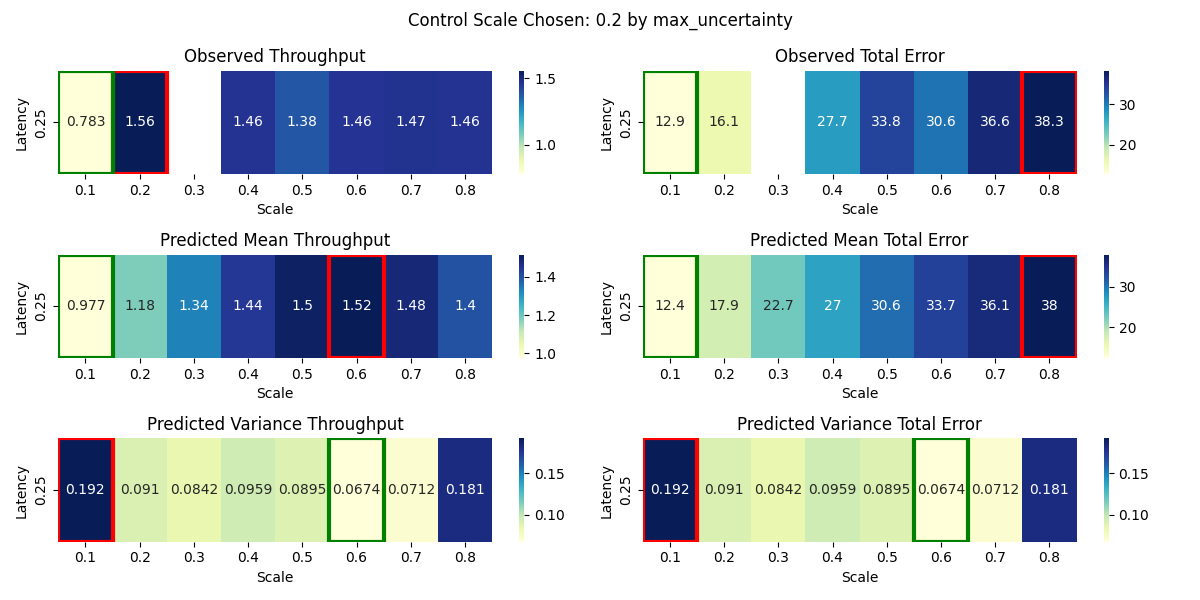 Control Scale Chosen: 0.2 by max_uncertainty
Observed Throughput
Latency
0.25
0.783 1.56 1.46 1.38 1.46 1.47 1.46
0.1 0.2 0.3 0.4 0.5 0.6 0.7 0.8
Scale
1.5
1.0
Observed Total Error
Latency
0.25
12.9 16.1 27.7 33.8 30.6 36.6 38.3
0.1 0.2 0.3 0.4 0.5 0.6 0.7 0.8
Scale
30
20
Predicted Mean Throughput
Latency
0.25
0.977 1.18 1.34 1.44 1.5 1.52 1.48 1.4
0.1 0.2 0.3 0.4 0.5 0.6 0.7 0.8
Scale
1.4
1.2
1.0
Predicted Mean Total Error
Latency
0.25
12.4 17.9 22.7 27 30.6 33.7 36.1 38
0.1 0.2 0.3 0.4 0.5 0.6 0.7 0.8
Scale
30
20
Predicted Variance Throughput
Latency
0.25
0.192 0.091 0.0842 0.0959 0.0895 0.0674 0.0712 0.181
0.1 0.2 0.3 0.4 0.5 0.6 0.7 0.8
Scale
0.15
0.10
Predicted Variance Total Error
Latency
0.25
0.192 0.091 0.0842 0.0959 0.0895 0.0674 0.0712 0.181
0.1 0.2 0.3 0.4 0.5 0.6 0.7 0.8
Scale
0.15
0.10